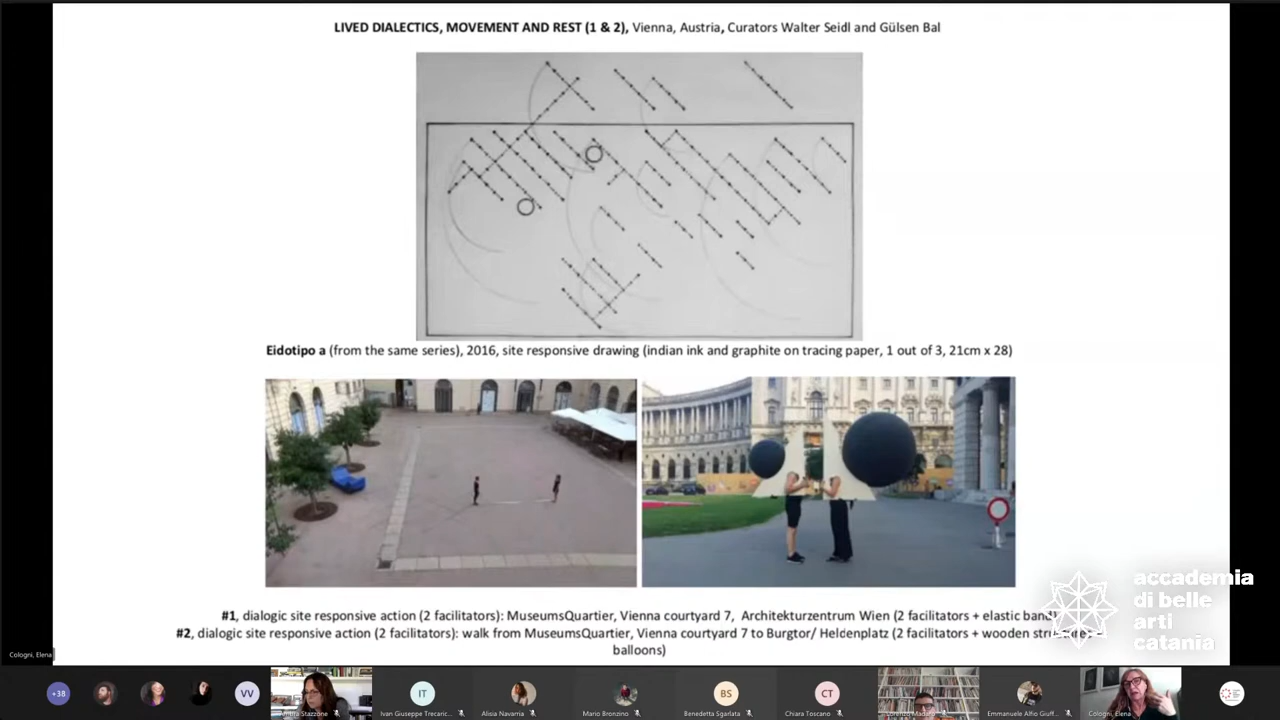 LIVED DIALECTICS, MOVEMENT AND REST (1 & 2), Vienna, Austria, Curators Walter Seidl and Gülsen Bal
Eidotipo a (from the same series), 2016, site responsive drawing (indian ink and graphite on tracing paper, 1 out of 3, 21cm x 28)
#1, dialogic site responsive action (2 facilitators): MuseumsQuartier, Vienna courtyard 7, Architekturzentrum Wien (2 facilitators + elastic band)
#2, dialogic site responsive action (2 facilitators): walk from MuseumsQuartier, Vienna courtyard 7 to Burgtor/ Heldenplatz (2 facilitators + wooden
balloons)
accademia
di belle
arti
catania
Cologni, Elena
+38
VV
IT
BS
CT
Stazzone
Ivan Giuseppe Trecaric...
Alisia Navarria
Mario Bronzino
Benedetta Sgarlata
Chiara Toscano
Emmanuele Alfio Giuff...
Cologni, Elena